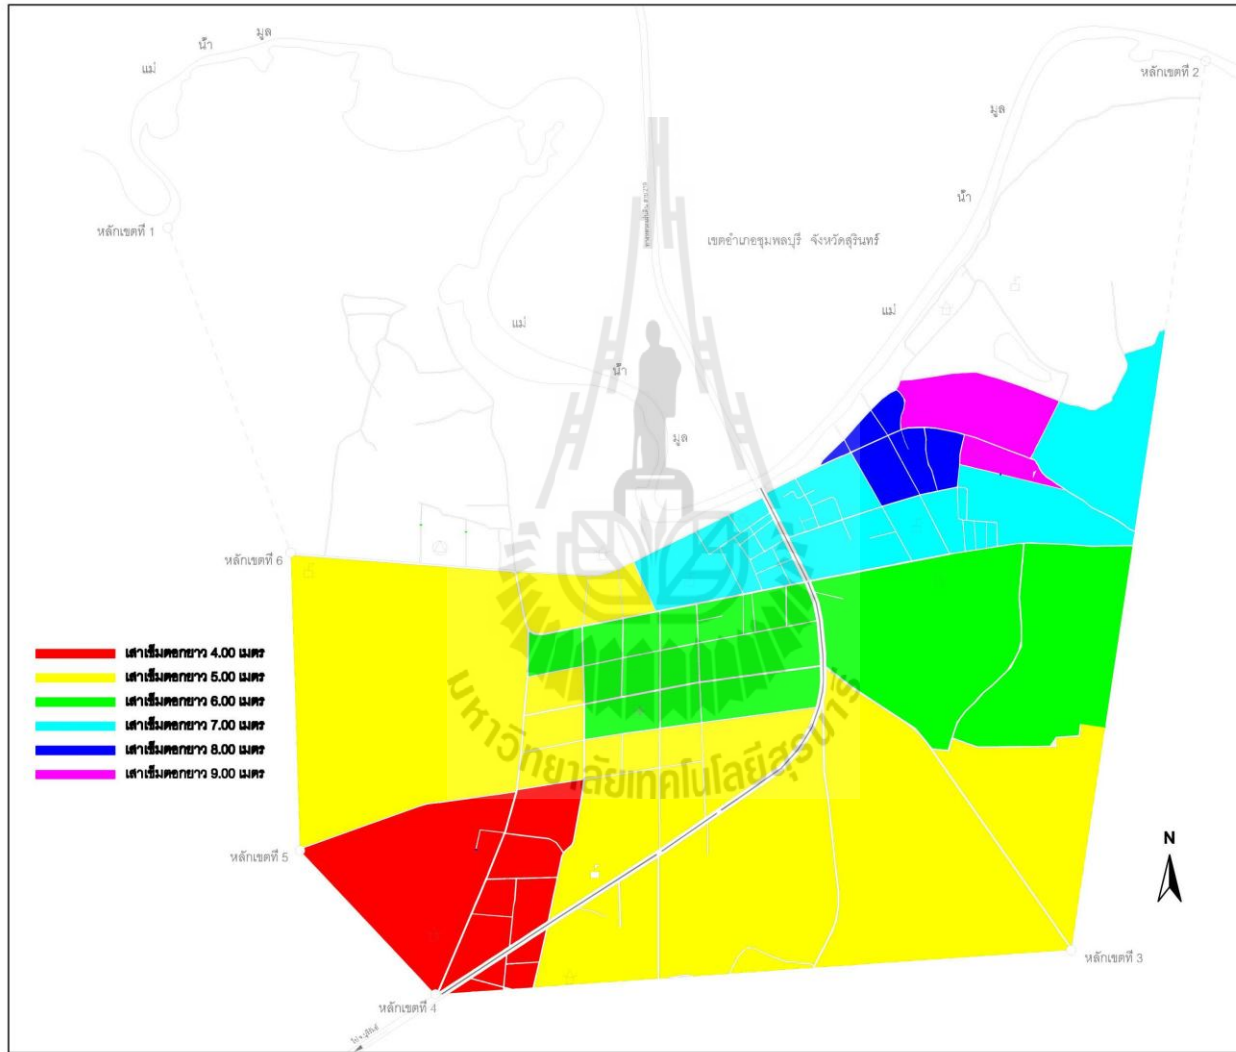 แม่ น้ำ มูล
หลักเขตที่ 2
มูล
น้ำ
หลักเขตที่ 1
เขตอำเภอชุมพลบุรี จังหวัดสุรินทร์
แม่
แม่
น้ำ
มูล
หลักเขตที่ 6
เสาเข็มตอกยาว 4.00 เมตร
เสาเข็มตอกยาว 5.00 เมตร
เสาเข็มตอกยาว 6.00 เมตร
เสาเข็มตอกยาว 7.00 เมตร
เสาเข็มตอกยาว 8.00 เมตร
เสาเข็มตอกยาว 9.00 เมตร
มหาวิทยาลัยเทคโนโลยีสุรนารี
N
หลักเขตที่ 5
หลักเขตที่ 3
หลักเขตที่ 4